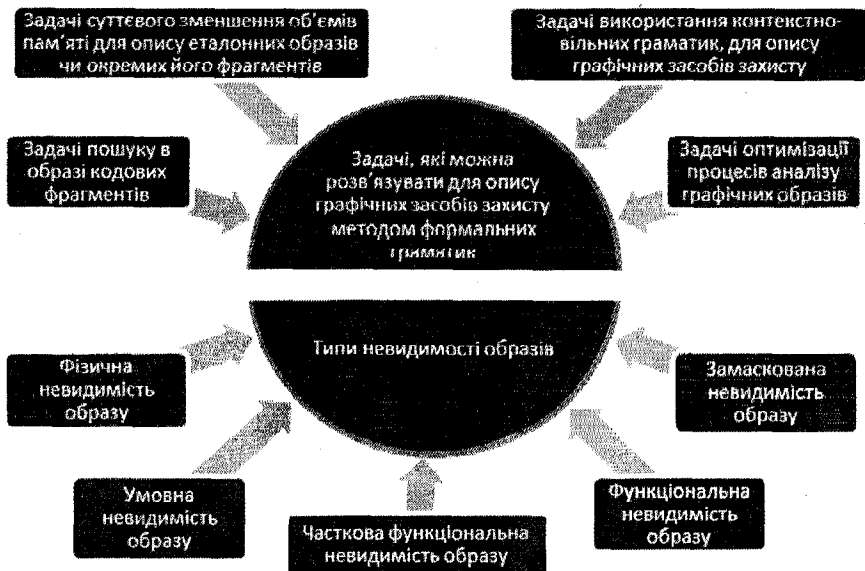 Задачі суттєвого зменшення об'ємів
пам'яті для опису еталонних образів
чи окремих його фрагментів
Задачі використання контекстно-
вільних граматик, для опису
графічних засобів захисту
Задачі пошуку в
образі кодових
фрагментів
Задачі, які можна
розв'язувати для опису
графічних засобів захисту
методом формальних
граматик
Задачі оптимізації
процесів аналізу
графічних образів
Типи невидимості образів
Фізична
невидимість
образу
Замаскована
невидимість
образу
Умовна
невидимість
образу
Часткова функціональна
невидимість образу
Функціональна
невидимість
образу